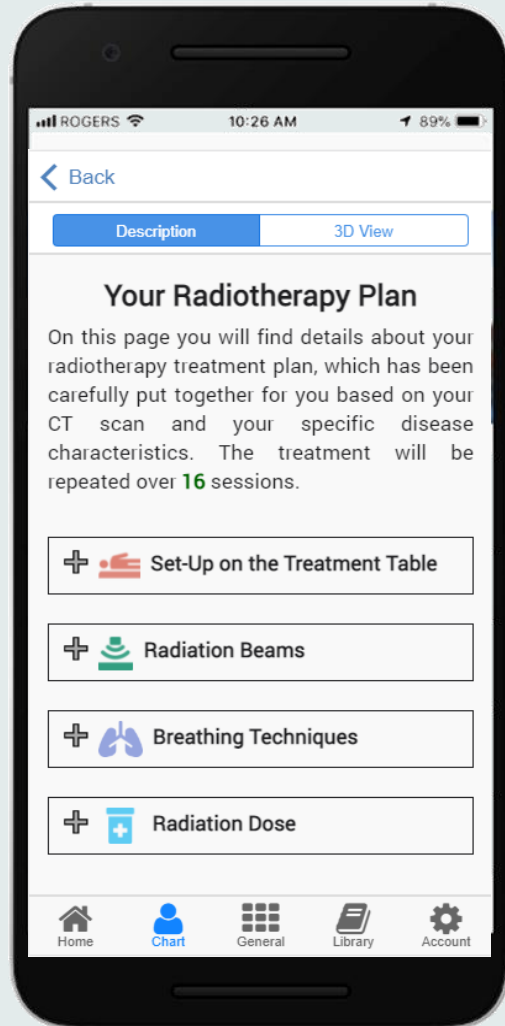 ROGERS 10:26 AM 89%
Back
Description 3D View
Your Radiotherapy Plan
On this page you will find details about your
radiotherapy treatment plan, which has been
carefully put together for you based on your
CT scan and your specific disease
characteristics. The treatment will be
repeated over 16 sessions.
Set-Up on the Treatment Table
Radiation Beams
Breathing Techniques
Radiation Dose
Home Chart General Library Account